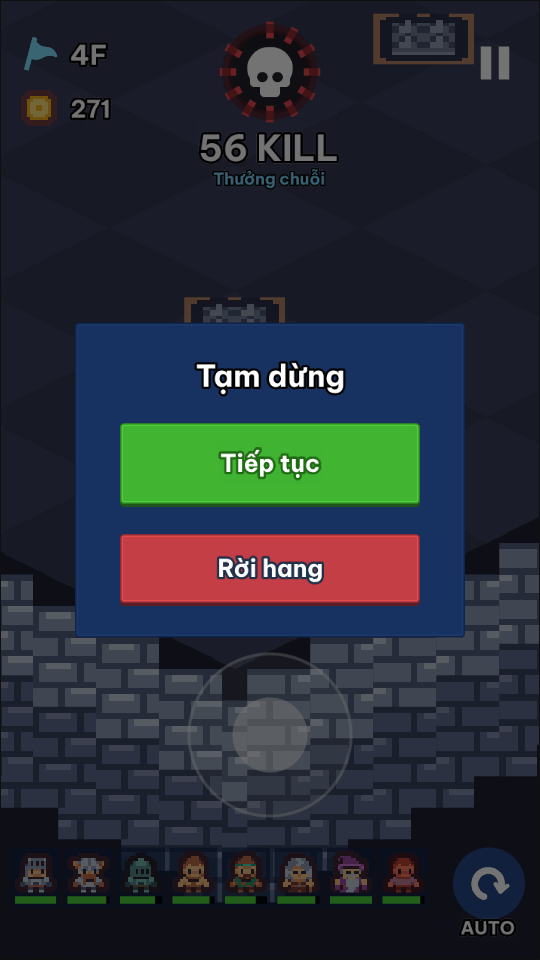 4F
271
56 KILL
Thưởng chuỗi
Tạm dừng
Tiếp tục
Rời hang
AUTO